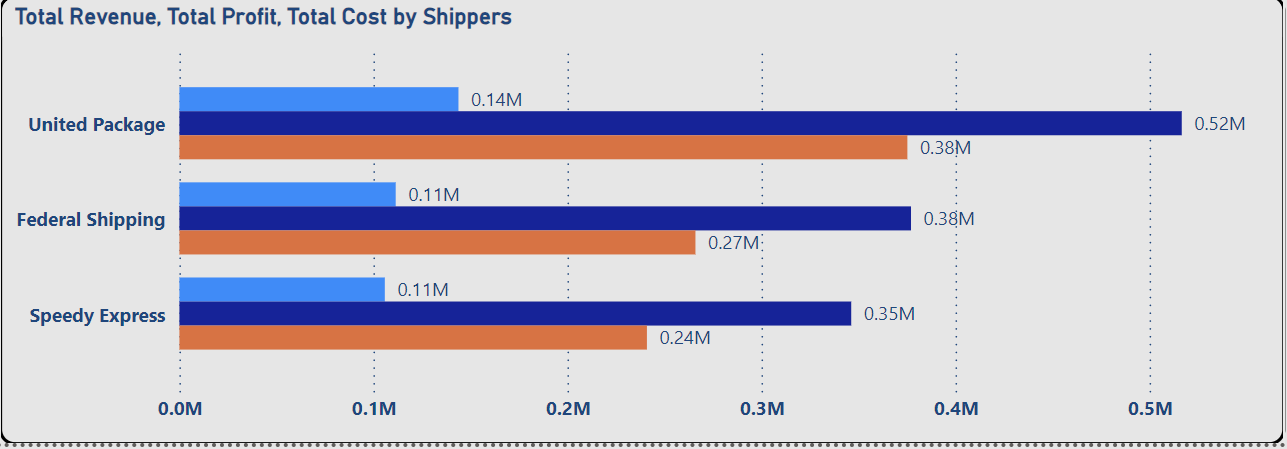 Total Revenue, Total Profit, Total Cost by Shippers
0.14M
United Package
0.52M
0.38M
0.11M
Federal Shipping
0.38M
0.27M
0.11M
Speedy Express
0.35M
0.24M
0.0M 0.1M 0.2M 0.3M 0.4M 0.5M